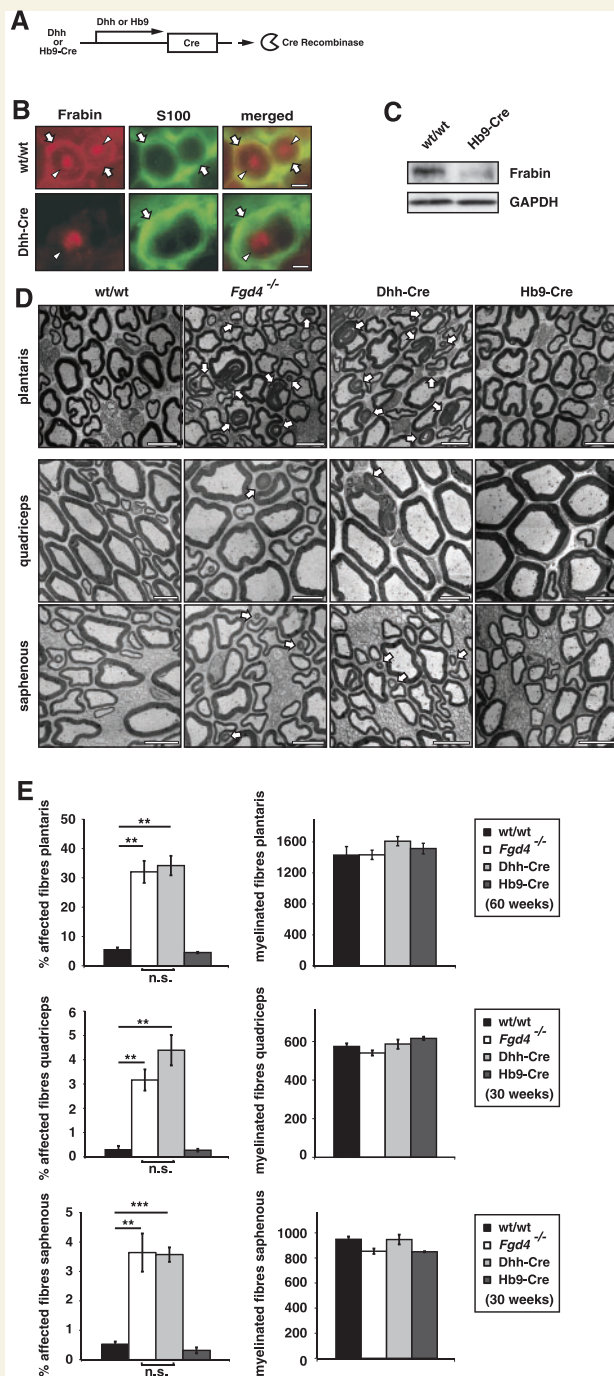 A
Dhh or Hb9
Dhh
or
Hb9-Cre
Cre
Cre Recombinase
B
Frabin S100 merged
wt/wt
Dhh-Cre
C
wt/wt Hb9-Cre
Frabin
GAPDH
D
wt/wt Fgd4 -/- Dhh-Cre Hb9-Cre
plantaris
quadriceps
saphenous
E
% affected fibres plantaris
50
40
30
20
10
0
**
**
n.s.
myelinated fibres plantaris
1600
1200
800
400
0
wt/wt
Fgd4 -/-
Dhh-Cre
Hb9-Cre
(60 weeks)
% affected fibres quadriceps
6
5
4
3
2
1
0
**
**
n.s.
myelinated fibres quadriceps
600
400
200
0
wt/wt
Fgd4 -/-
Dhh-Cre
Hb9-Cre
(30 weeks)
% affected fibres saphenous
5
4
3
2
1
0
***
**
n.s.
myelinated fibres saphenous
1000
800
600
400
200
0
wt/wt
Fgd4 -/-
Dhh-Cre
Hb9-Cre
(30 weeks)